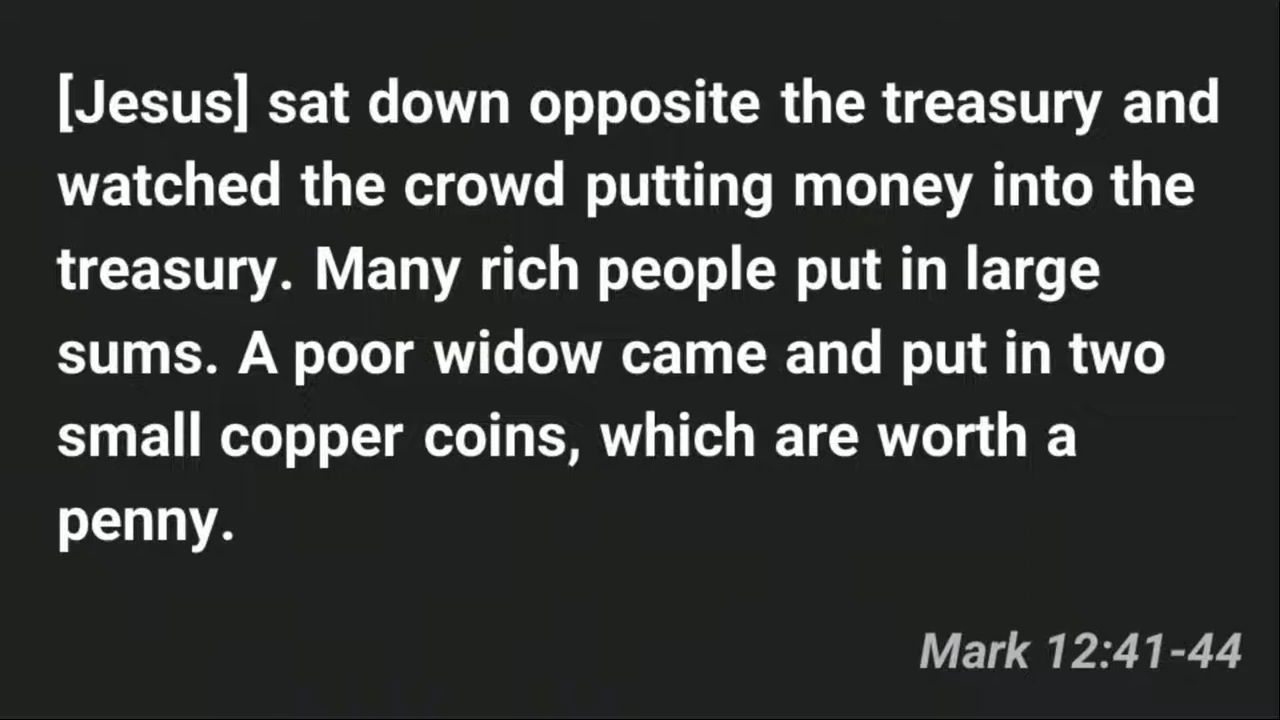 [Jesus] sat down opposite the treasury and
watched the crowd putting money into the
treasury. Many rich people put in large
sums. A poor widow came and put in two
small copper coins, which are worth a
penny.
Mark 12:41-44